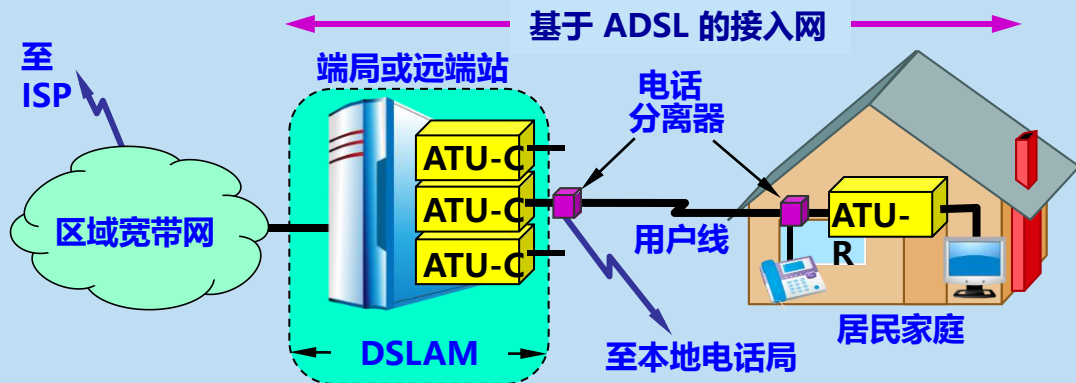 基于 ADSL 的接入网
至
ISP
端局或远端站
电话
分离器
ATU-C
ATU-C
ATU-C
区域宽带网
用户线
ATU-
R
居民家庭
DSLAM
至本地电话局